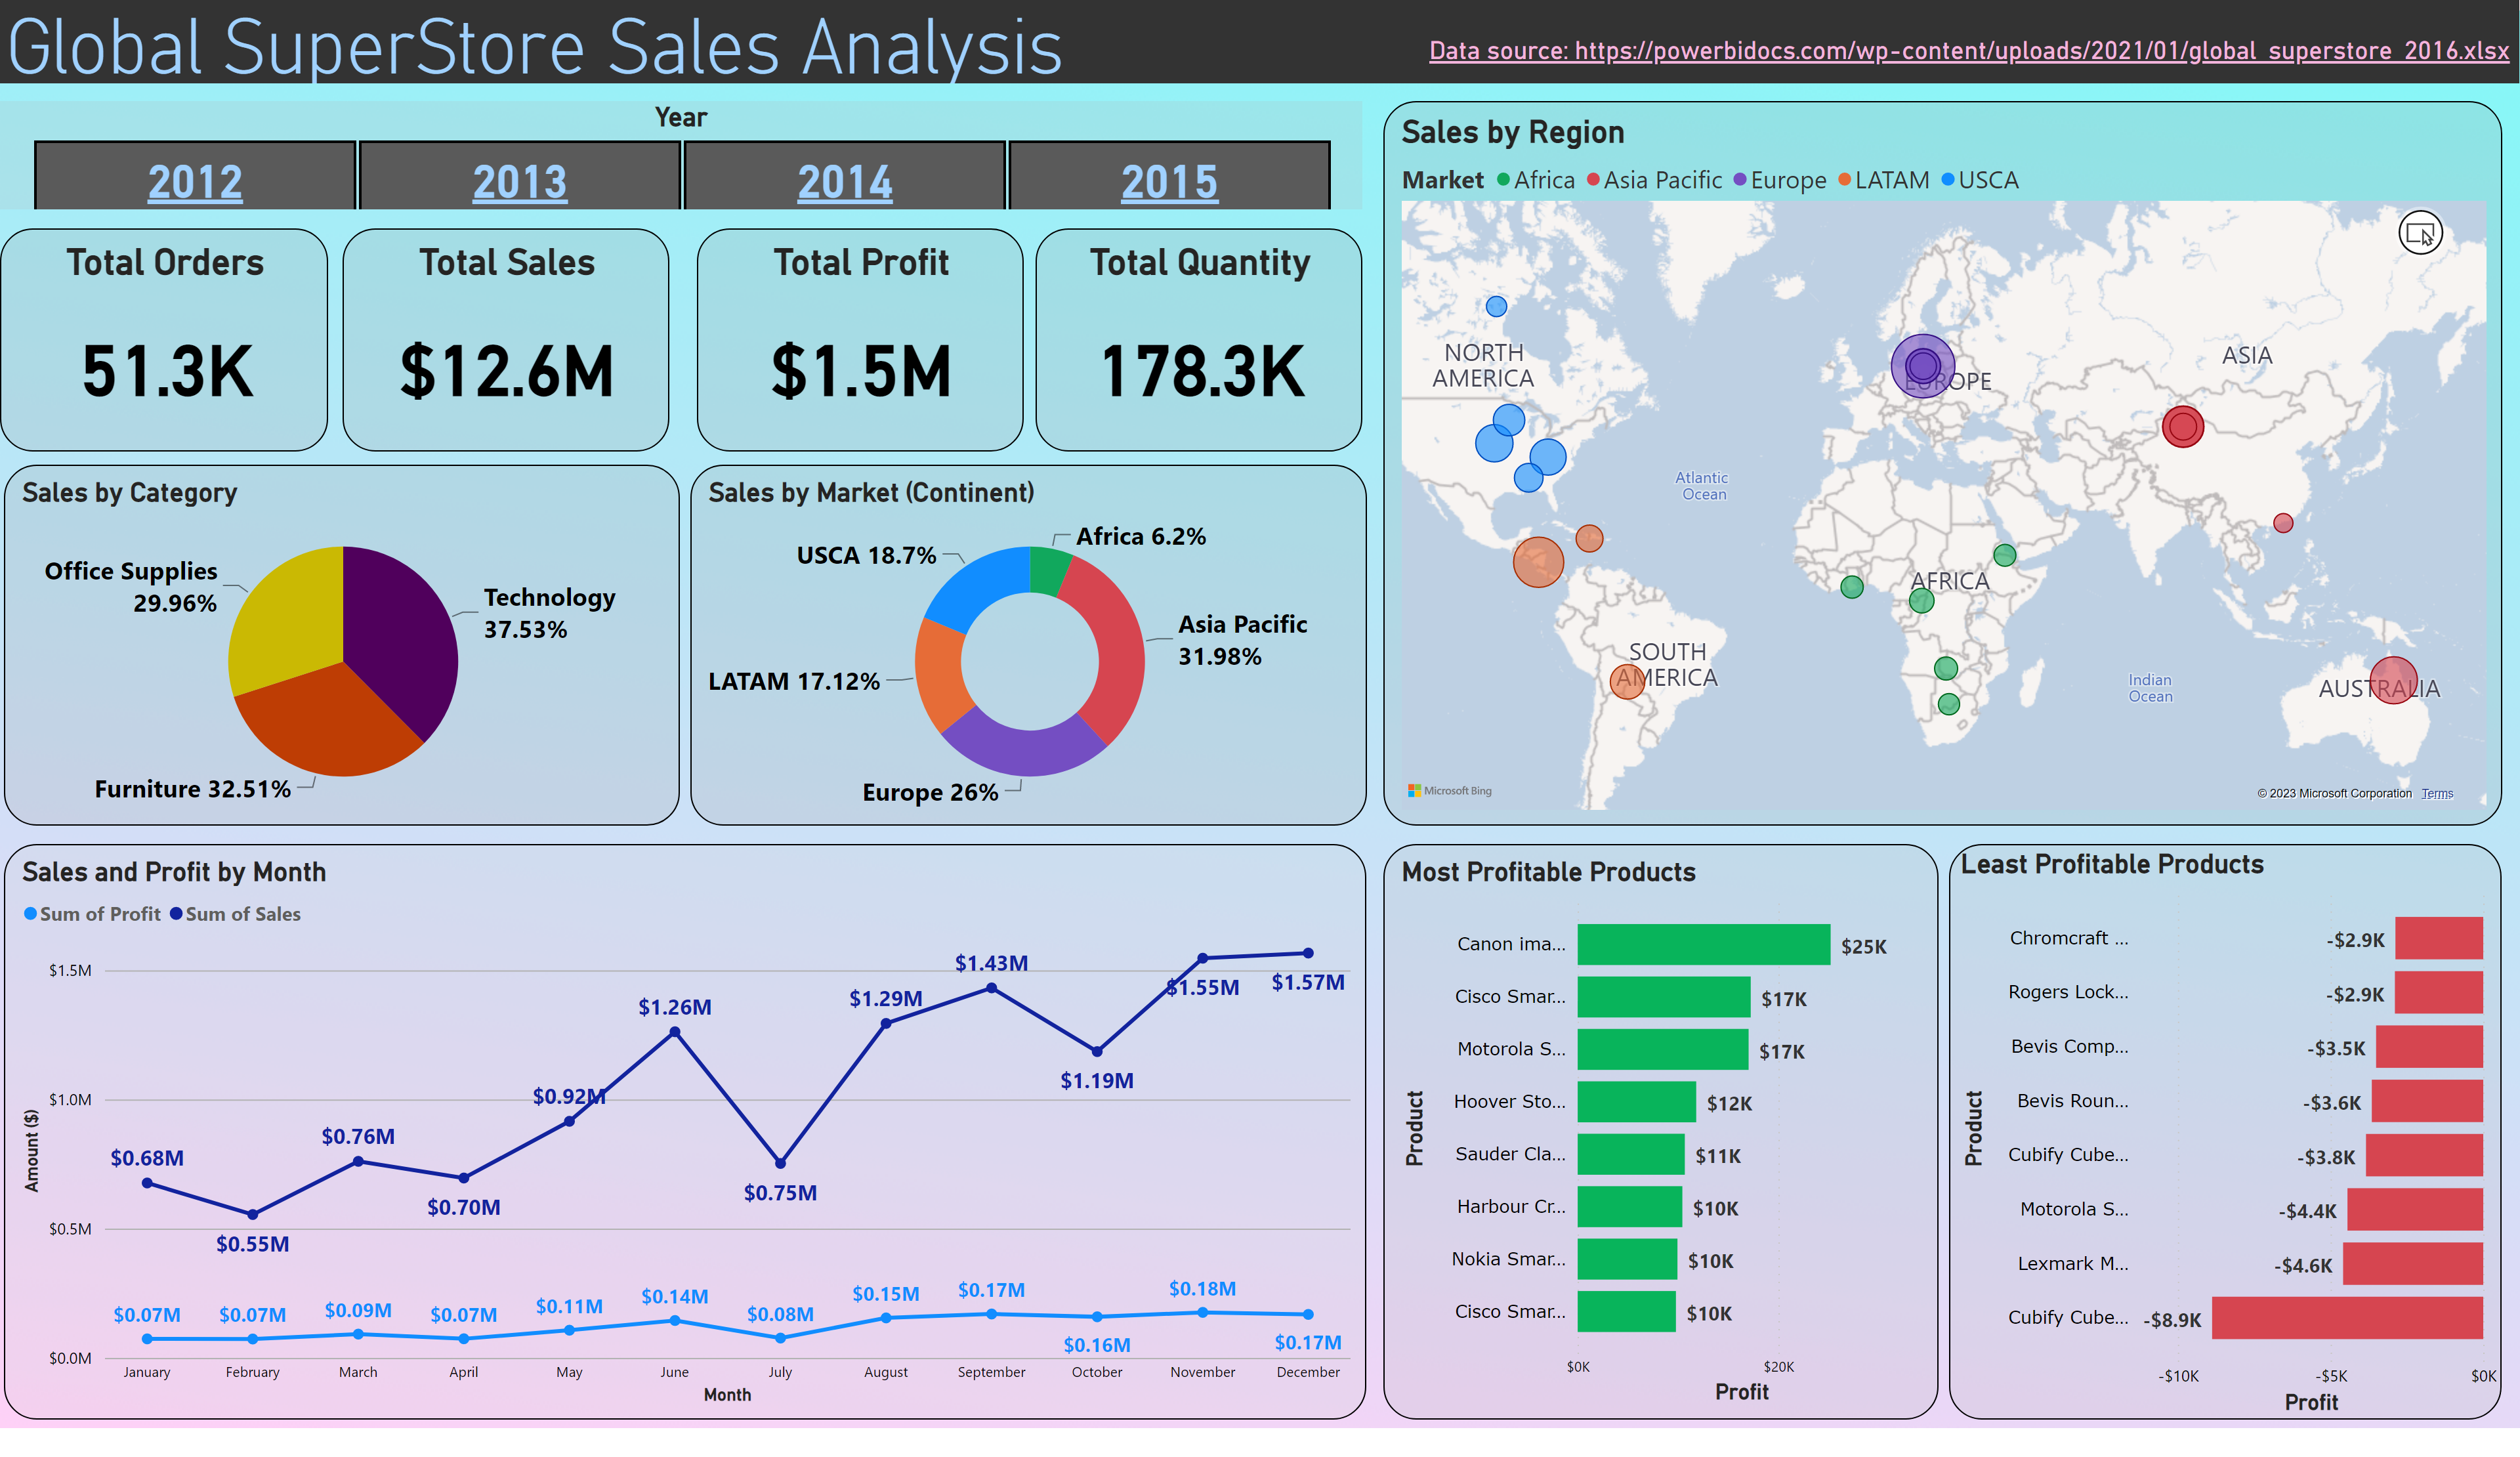 Global SuperStore Sales Analysis
Data source: https://powerbidocs.com/wp-content/uploads/2021/01/global_superstore_2016.xlsx
Year
2012
2013
2014
2015
Total Orders
51.3K
Total Sales
$12.6M
Total Profit
$1.5M
Total Quantity
178.3K
Sales by Category
Office Supplies
29.96%
Technology
37.53%
Furniture 32.51%
Sales by Market (Continent)
Africa 6.2%
USCA 18.7%
Asia Pacific
31.98%
LATAM 17.12%
Europe 26%
Sales by Region
Market Africa Asia Pacific Europe LATAM USCA
NORTH
AMERICA
EUROPE
ASIA
Atlantic
Ocean
AFRICA
SOUTH
AMERICA
Indian
Ocean
AUSTRALIA
Microsoft Bing
© 2023 Microsoft Corporation Terms
Sales and Profit by Month
Sum of Profit Sum of Sales
Amount ($)
$1.5M
$1.0M
$0.5M
$0.0M
$0.68M
$0.55M
$0.76M
$0.70M
$0.92M
$1.26M
$0.75M
$1.29M
$1.43M
$1.19M
$1.55M
$1.57M
$0.07M
$0.07M
$0.09M
$0.07M
$0.11M
$0.14M
$0.08M
$0.15M
$0.17M
$0.16M
$0.18M
$0.17M
January February March April May June July August September October November December
Month
Most Profitable Products
Product
Canon ima... $25K
Cisco Smar... $17K
Motorola S... $17K
Hoover Sto... $12K
Sauder Cla... $11K
Harbour Cr... $10K
Nokia Smar... $10K
Cisco Smar... $10K
$0K $20K
Profit
Least Profitable Products
Product
Chromcraft ... -$2.9K
Rogers Lock... -$2.9K
Bevis Comp... -$3.5K
Bevis Roun... -$3.6K
Cubify Cube... -$3.8K
Motorola S... -$4.4K
Lexmark M... -$4.6K
Cubify Cube... -$8.9K
-$10K -$5K $0K
Profit